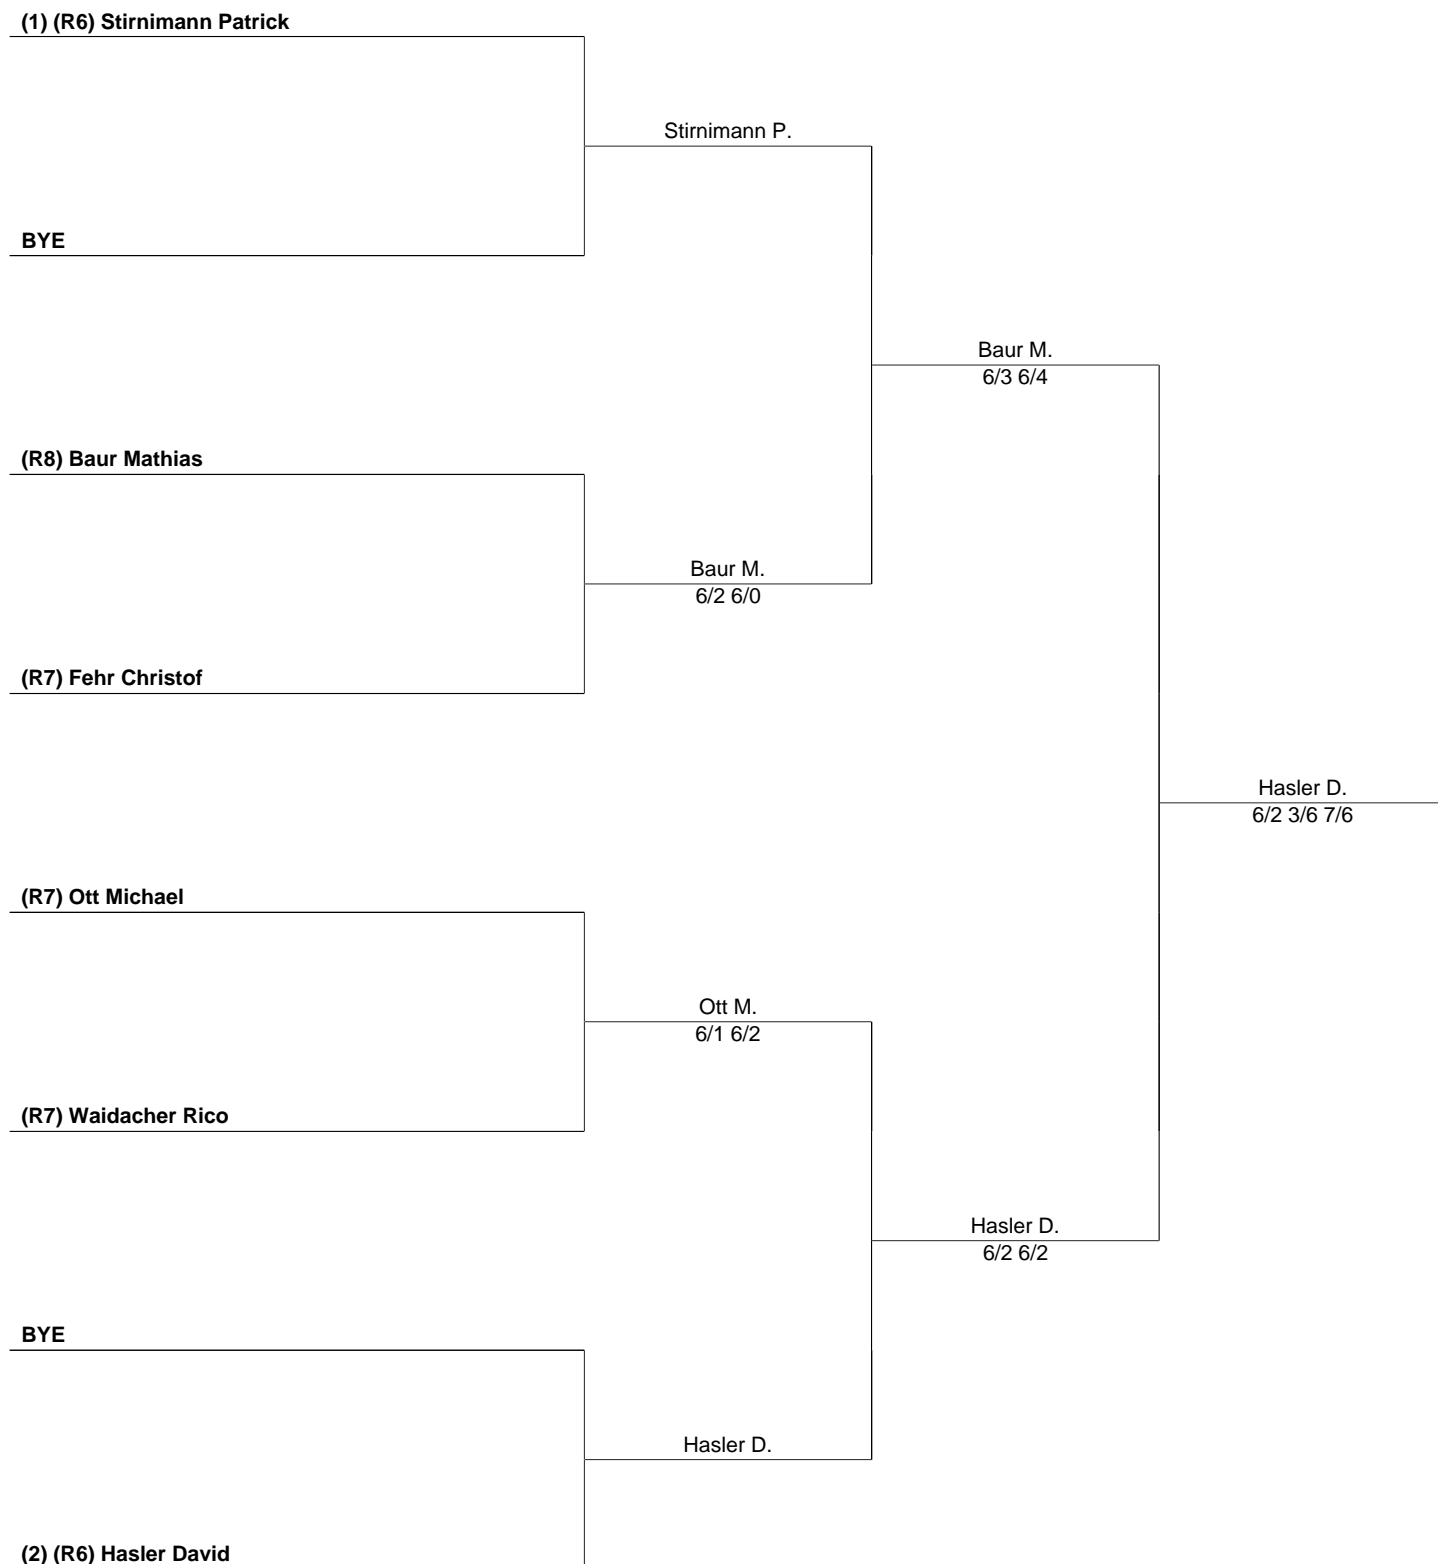 (1) (R6) Stirnimann Patrick
Stirnimann P.
BYE
Baur M.
6/3 6/4
(R8) Baur Mathias
Baur M.
6/2 6/0
(R7) Fehr Christof
Hasler D.
6/2 3/6 7/6
(R7) Ott Michael
Ott M.
6/1 6/2
(R7) Waidacher Rico
Hasler D.
6/2 6/2
BYE
Hasler D.
(2) (R6) Hasler David